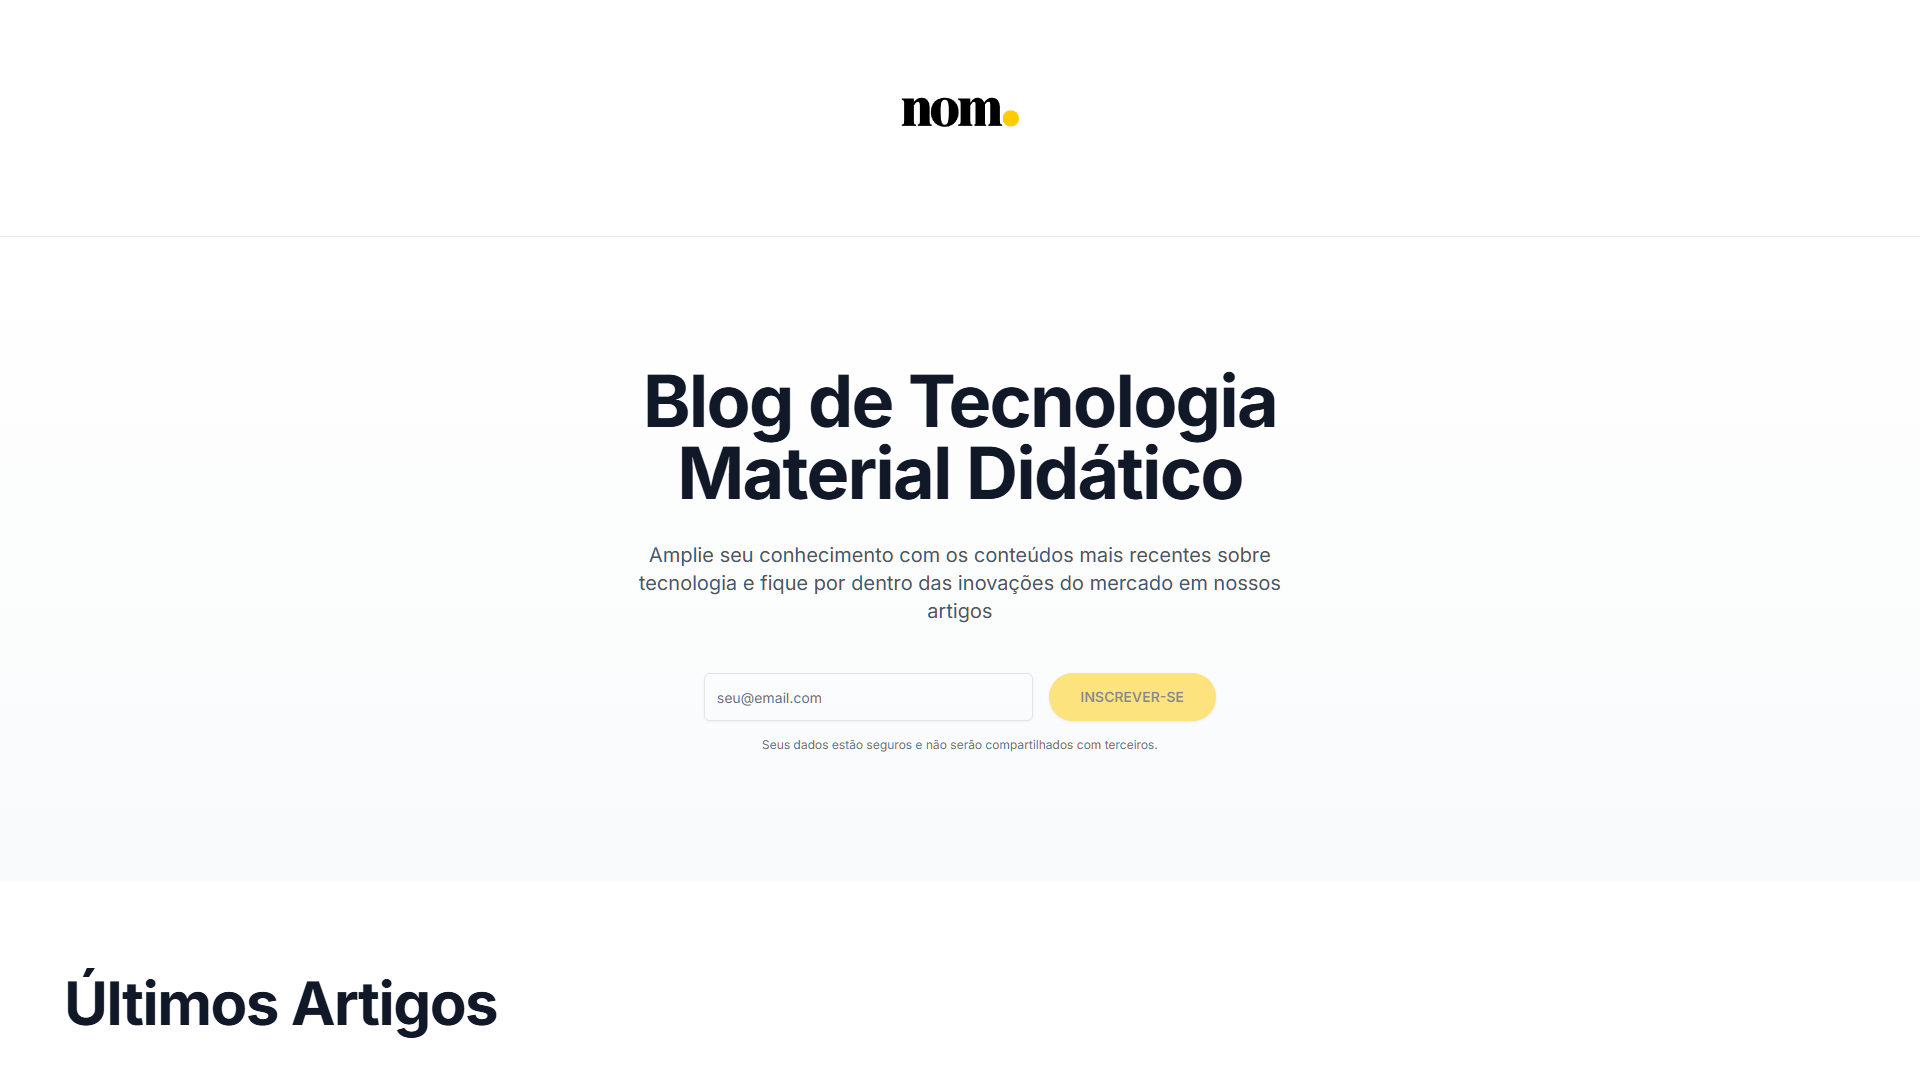 nom.
Blog de Tecnologia
Material Didático
Amplie seu conhecimento com os conteúdos mais recentes sobre
tecnologia e fique por dentro das inovações do mercado em nossos
artigos
seu@email.com
INSCREVER-SE
Seus dados estão seguros e não serão compartilhados com terceiros.
Últimos Artigos